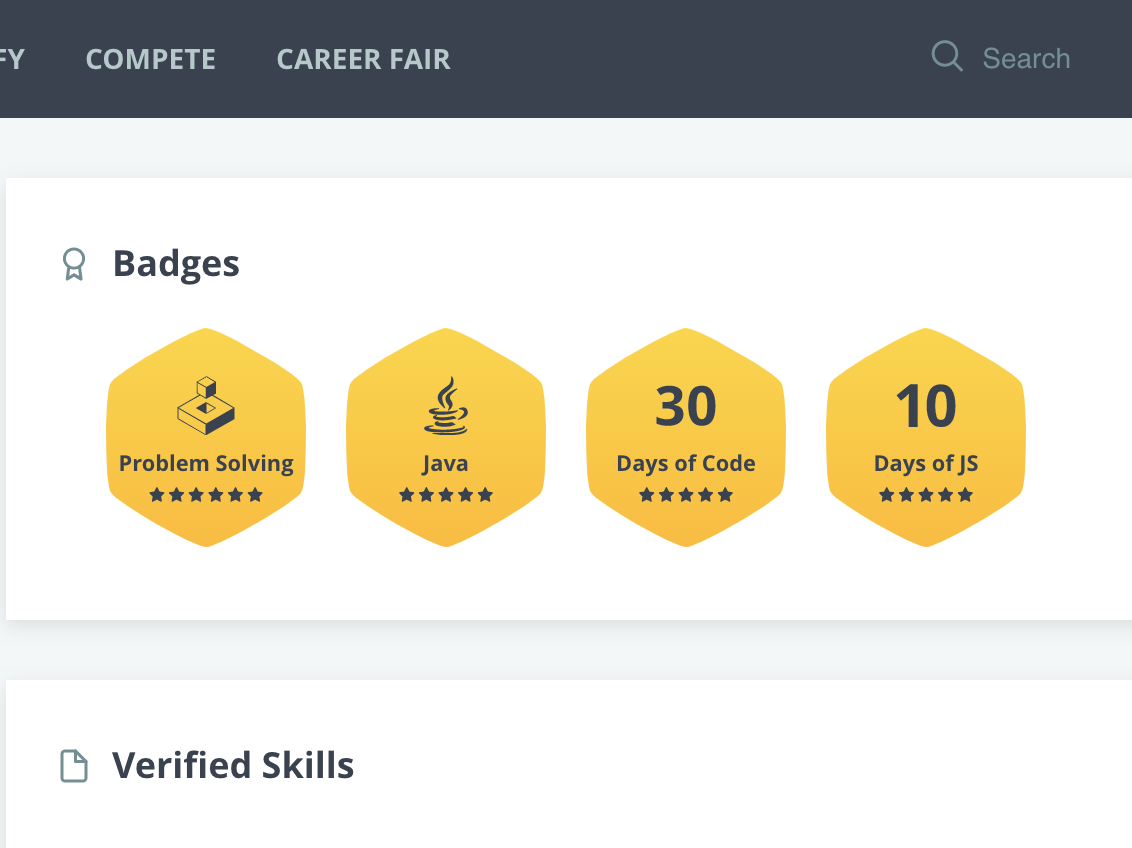 FY COMPETE CAREER FAIR Search
Badges
30 10
Problem Solving Java Days of Code Days of JS
Verified Skills